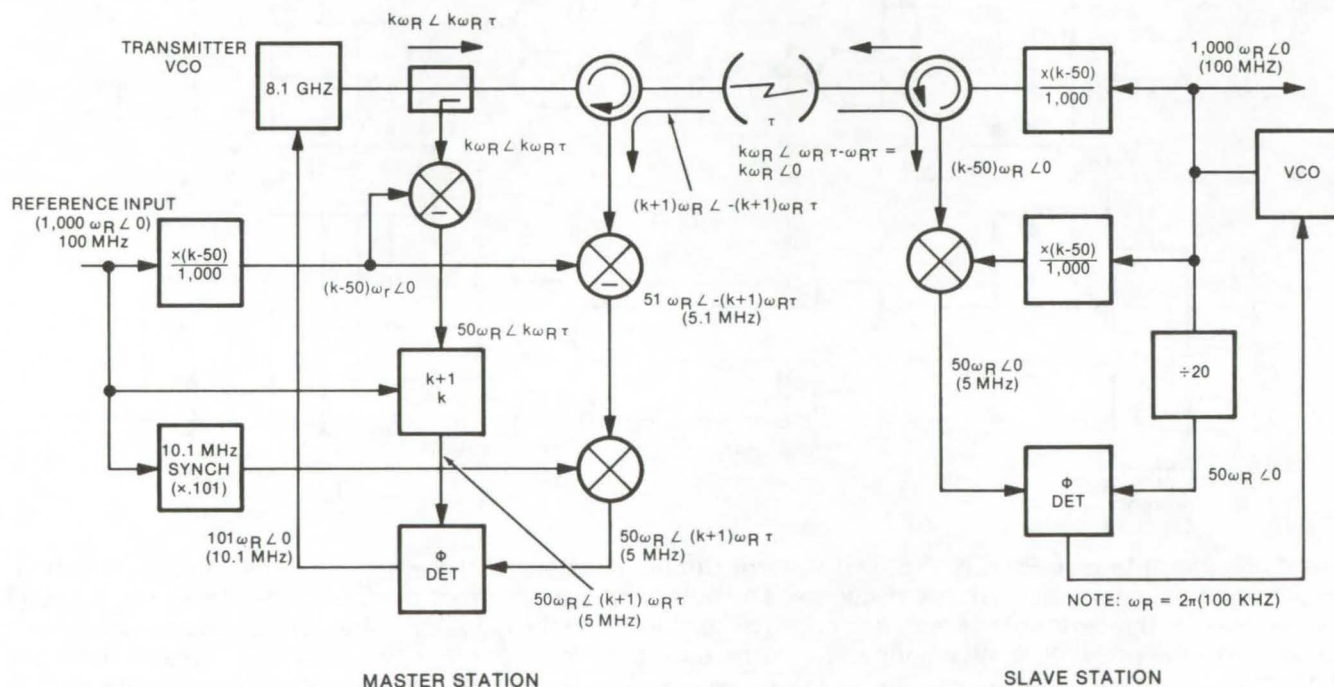 kωR ∠ kωR τ
TRANSMITTER
VCO
8.1 GHZ
kωR ∠ kωR τ
REFERENCE INPUT
(1,000 ωR ∠ 0)
100 MHz
×(k-50)
1,000
(k-50)ωr ∠0
50ωR ∠ kωR τ
k+1
k
10.1 MHz
SYNCH
(×.101)
101ωR ∠0
(10.1 MHz)
Φ
DET
50ωR ∠ (k+1)ωR τ
(5 MHz)
50ωR ∠ (k+1) ωR τ
(5 MHz)
51 ωR ∠ -(k+1)ωRτ
(5.1 MHz)
(k+1)ωR ∠ -(k+1)ωR τ
τ
kωR ∠ ωR τ-ωRτ =
kωR ∠0
MASTER STATION
x(k-50)
1,000
1,000 ωR ∠0
(100 MHZ)
VCO
(k-50)ωR ∠0
×(k-50)
1,000
÷20
50ωR ∠0
(5 MHz)
50ωR ∠0
Φ
DET
NOTE: ωR = 2π(100 KHZ)
SLAVE STATION